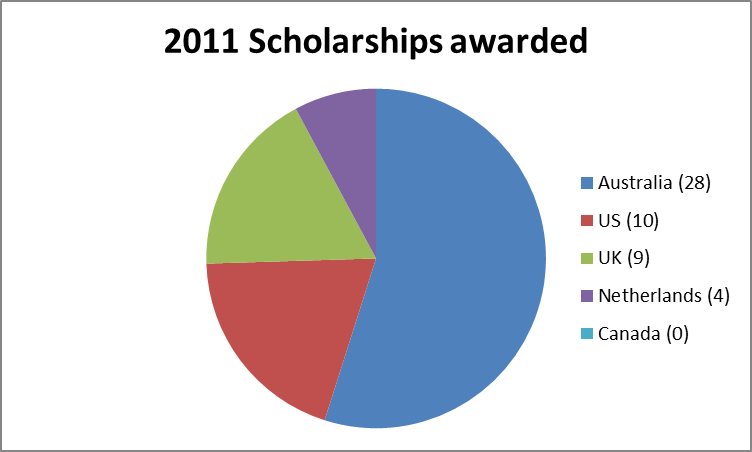 2011 Scholarships awarded
Australia (28)
US (10)
UK (9)
Netherlands (4)
Canada (0)